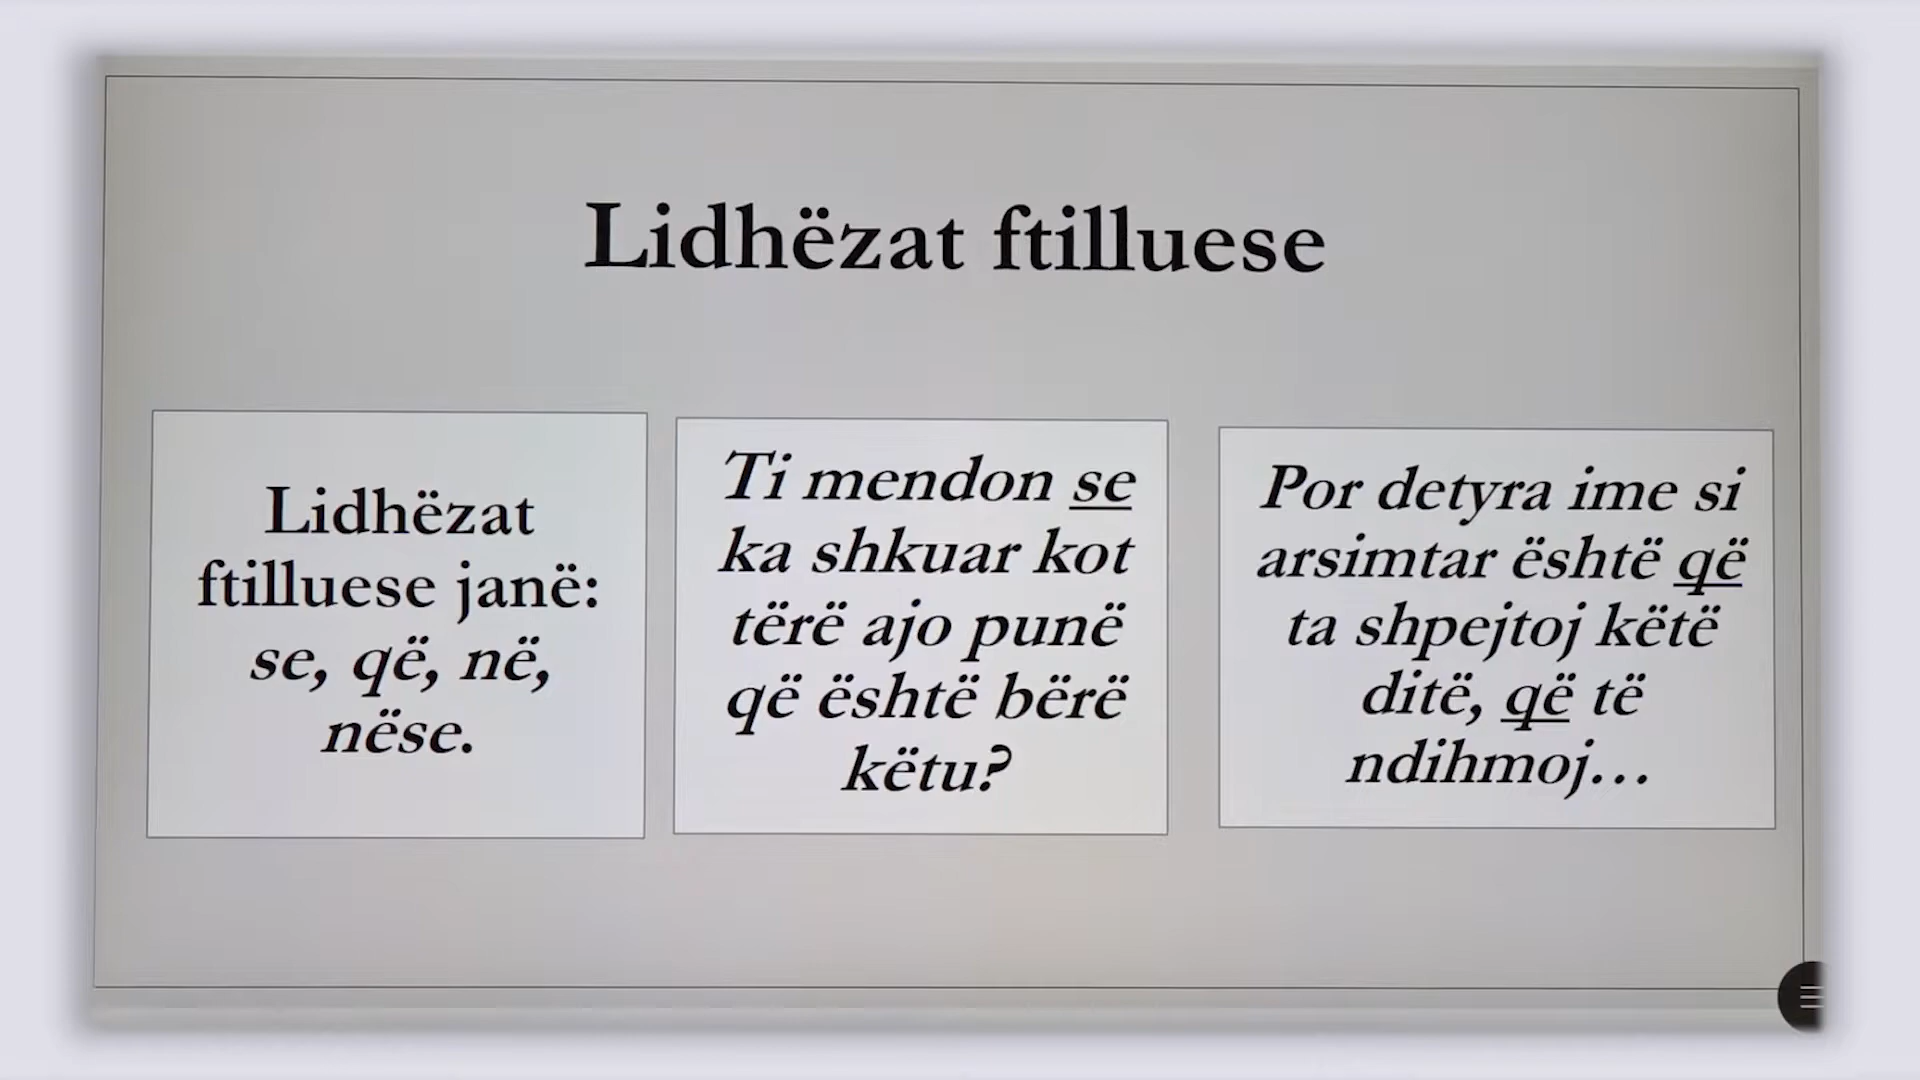 Lidhëzat ftilluese
Lidhëzat
ftilluese janë:
se, që, në,
nëse.
Ti mendon se
ka shkuar kot
tërë ajo punë
që është bërë
këtu?
Por detyra ime si
arsimtar është që
ta shpejtoj këtë
ditë, që të
ndihmoj...